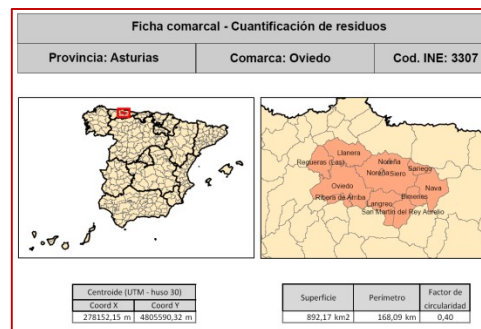 Ficha comarcal - Cuantificación de residuos
Provincia: Asturias
Comarca: Oviedo
Cod. INE: 3307
Llanera
Noreña
Regueras (Las)
Noreña
Siero
Sariego
Oviedo
Nava
Ribera de Arriba
Langreo
Bimenes
San Martín del Rey Aurelio
Centroide (UTM - huso 30)
Coord X
Coord Y
278152,15 m
4805590,32 m
Superficie
Perímetro
Factor de
circularidad
892,17 km2
168,09 km
0,40